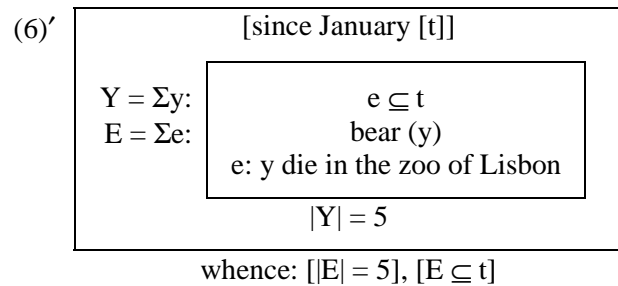 (6)′ [since January [t]]
Y = Σy: e ⊆ t
E = Σe: bear (y)
e: y die in the zoo of Lisbon
|Y| = 5
whence: [|E| = 5], [E ⊆ t]